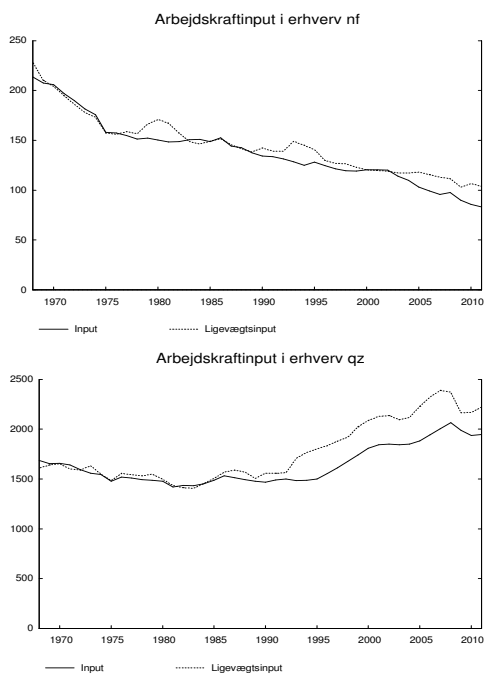 Arbejdskraftinput i erhverv nf
250
200
150
100
50
0
1970 1975 1980 1985 1990 1995 2000 2005 2010
Input Ligevægtsinput
Arbejdskraftinput i erhverv qz
2500
2000
1500
1000
500
0
1970 1975 1980 1985 1990 1995 2000 2005 2010
Input Ligevægtsinput